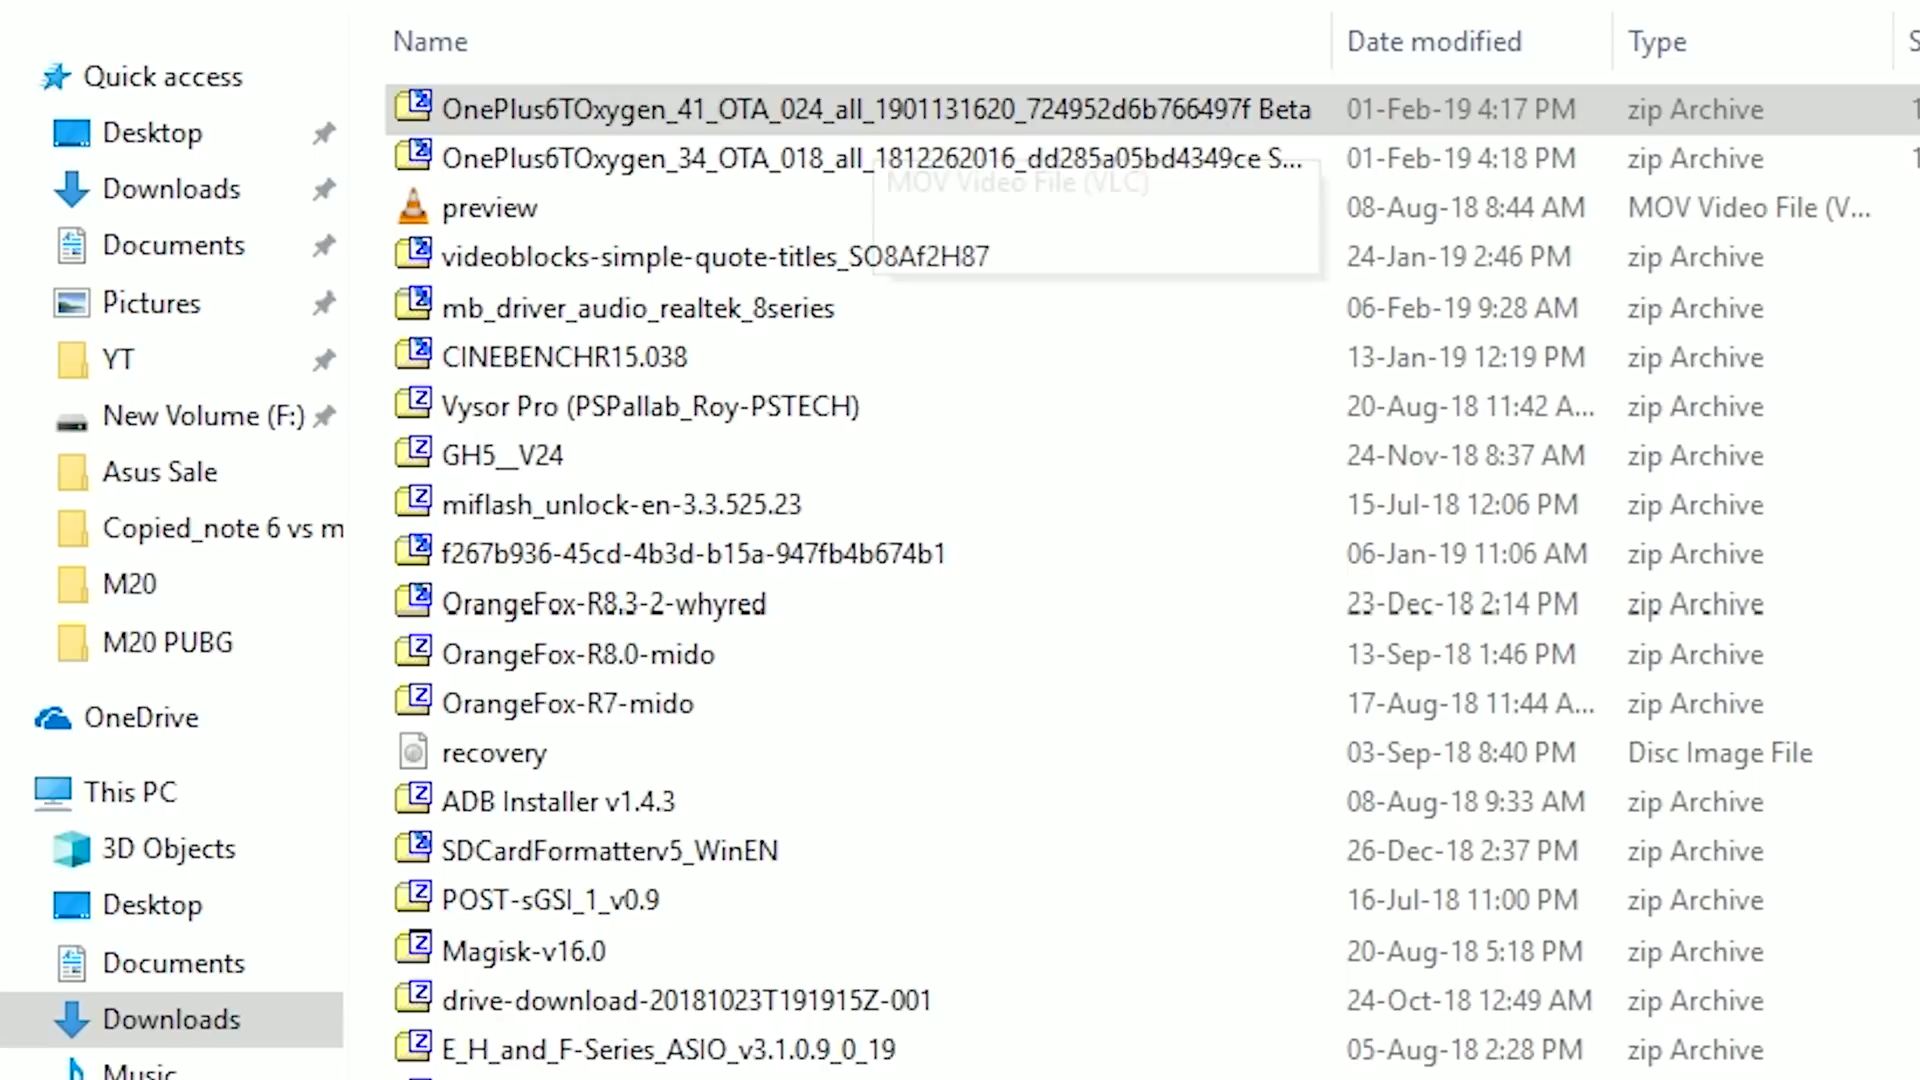 Name Date modified Type S
Quick access
Desktop
Downloads
Documents
Pictures
YT
New Volume (F:)
Asus Sale
Copied_note 6 vs m
M20
M20 PUBG
OneDrive
This PC
3D Objects
Desktop
Documents
Downloads
Music
OnePlus6TOxygen_41_OTA_024_all_1901131620_724952d6b766497f Beta 01-Feb-19 4:17 PM zip Archive 1
OnePlus6TOxygen_34_OTA_018_all_1812262016_dd285a05bd4349ce S... 01-Feb-19 4:18 PM zip Archive 1
MOV Video File (VLC)
preview 08-Aug-18 8:44 AM MOV Video File (V...
videoblocks-simple-quote-titles_SO8Af2H87 24-Jan-19 2:46 PM zip Archive
mb_driver_audio_realtek_8series 06-Feb-19 9:28 AM zip Archive
CINEBENCHR15.038 13-Jan-19 12:19 PM zip Archive
Vysor Pro (PSPallab_Roy-PSTECH) 20-Aug-18 11:42 A... zip Archive
GH5__V24 24-Nov-18 8:37 AM zip Archive
miflash_unlock-en-3.3.525.23 15-Jul-18 12:06 PM zip Archive
f267b936-45cd-4b3d-b15a-947fb4b674b1 06-Jan-19 11:06 AM zip Archive
OrangeFox-R8.3-2-whyred 23-Dec-18 2:14 PM zip Archive
OrangeFox-R8.0-mido 13-Sep-18 1:46 PM zip Archive
OrangeFox-R7-mido 17-Aug-18 11:44 A... zip Archive
recovery 03-Sep-18 8:40 PM Disc Image File
ADB Installer v1.4.3 08-Aug-18 9:33 AM zip Archive
SDCardFormatterv5_WinEN 26-Dec-18 2:37 PM zip Archive
POST-sGSI_1_v0.9 16-Jul-18 11:00 PM zip Archive
Magisk-v16.0 20-Aug-18 5:18 PM zip Archive
drive-download-20181023T191915Z-001 24-Oct-18 12:49 AM zip Archive
E_H_and_F-Series_ASIO_v3.1.0.9_0_19 05-Aug-18 2:28 PM zip Archive